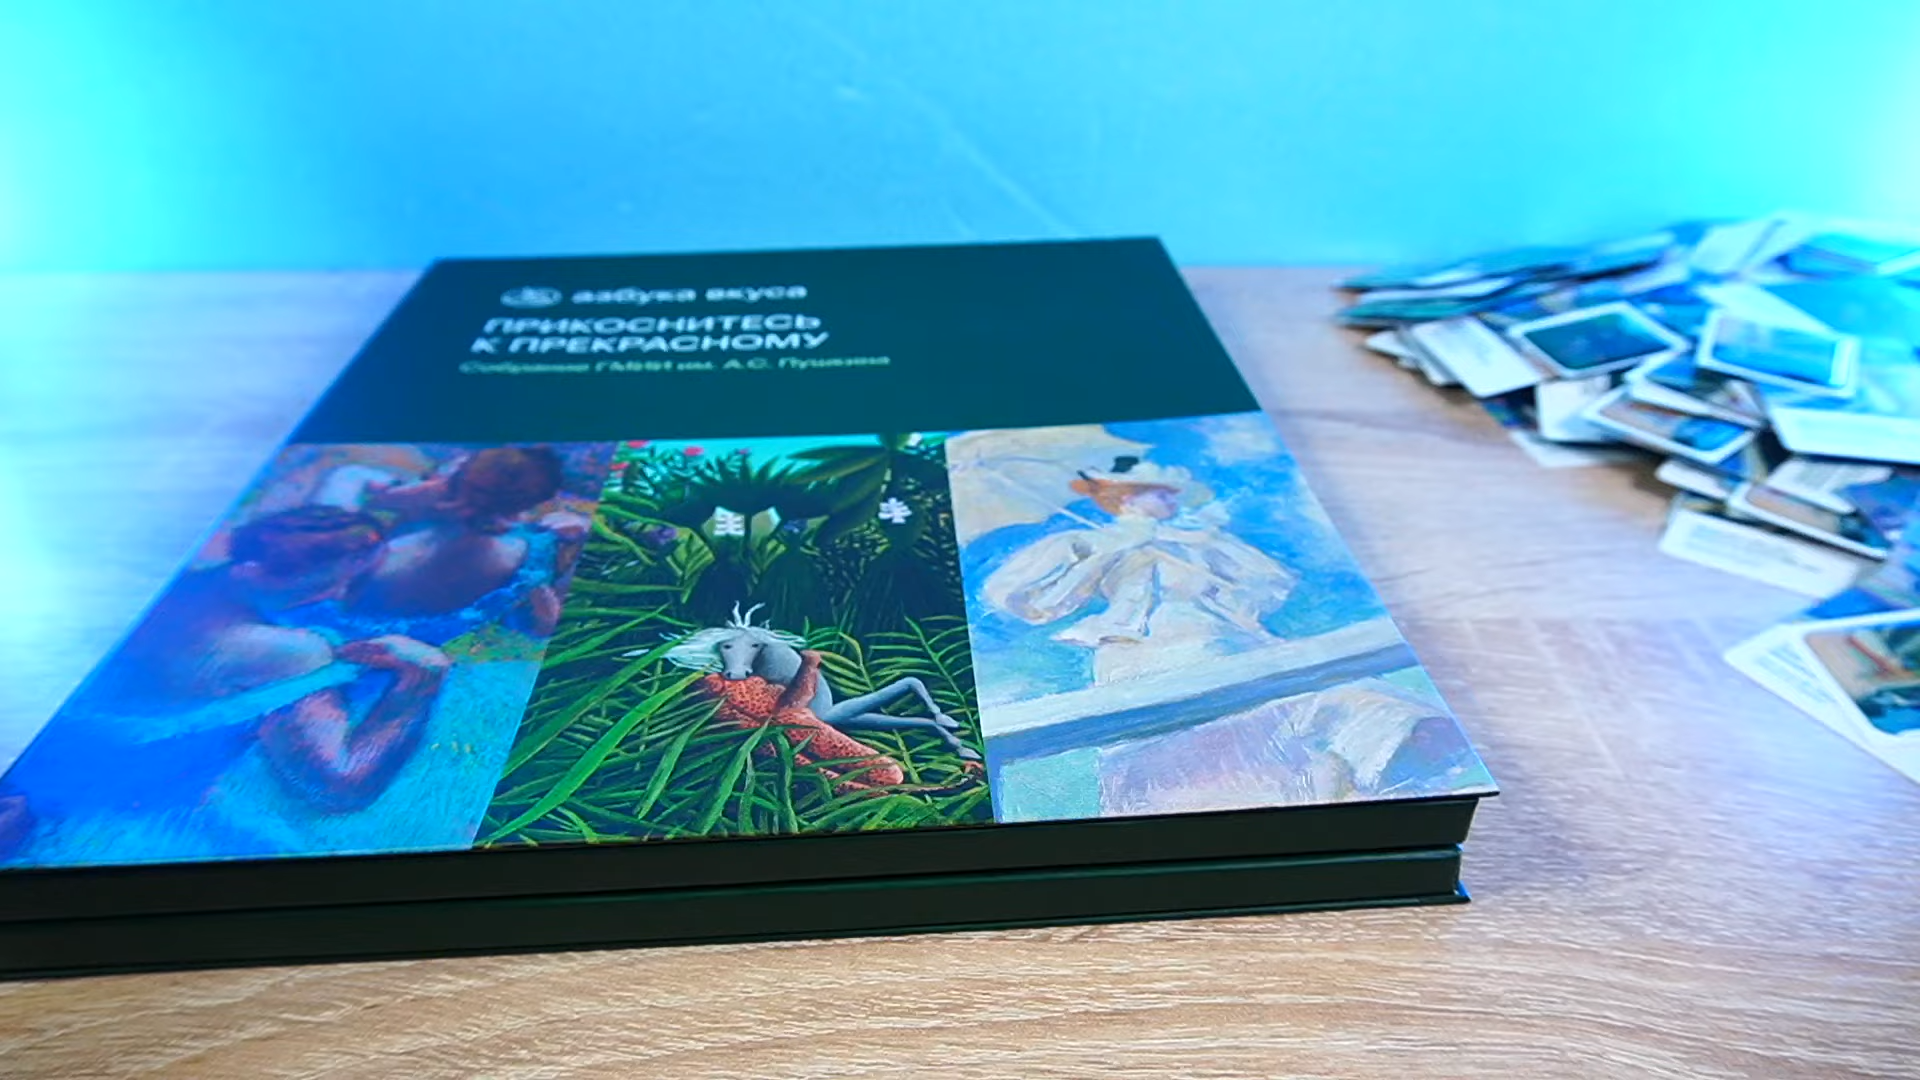 азбука вкуса
ПРИКОСНИТЕСЬ
К ПРЕКРАСНОМУ
Собрание ГМИИ им. А.С. Пушкина